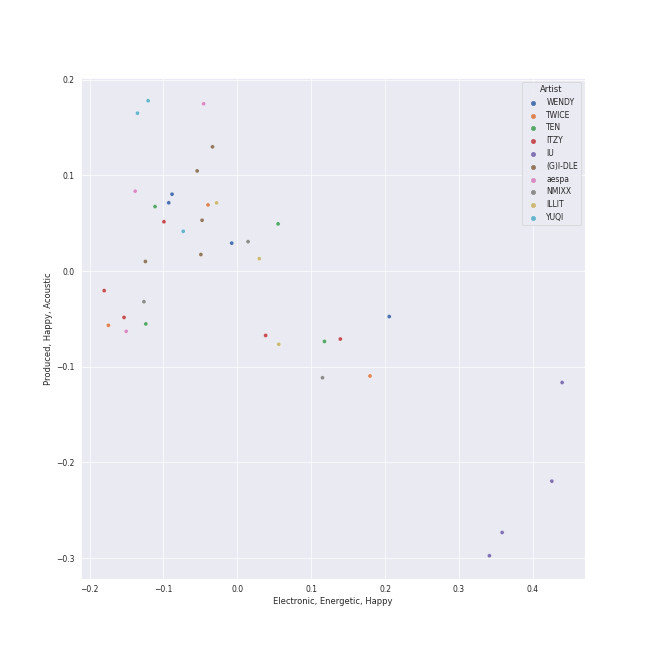 0.2
0.1
0.0
−0.1
−0.2
−0.3
Produced, Happy, Acoustic
Artist
WENDY
TWICE
TEN
ITZY
IU
(G)I-DLE
aespa
NMIXX
ILLIT
YUQI
−0.2 −0.1 0.0 0.1 0.2 0.3 0.4
Electronic, Energetic, Happy